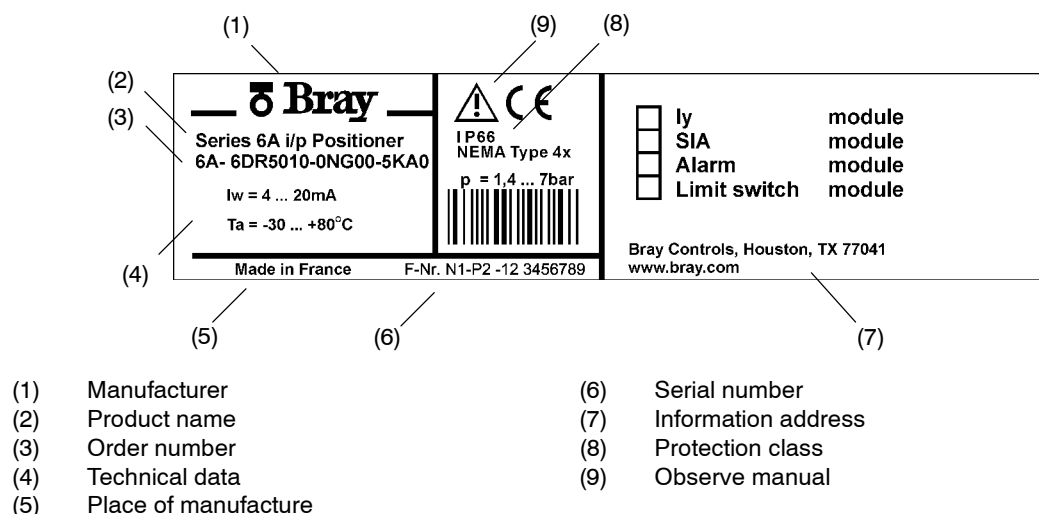 (1)
(9)
(8)
(2)
(3)
Bray
Series 6A i/p Positioner
6A- 6DR5010-0NG00-5KA0
Iw = 4 ... 20mA
Ta = -30 ... +80°C
(4)
Made in France
F-Nr. N1-P2 -12 3456789
CE
IP66
NEMA Type 4x
p = 1,4 ... 7bar
Iy module
SIA module
Alarm module
Limit switch module
Bray Controls, Houston, TX 77041
www.bray.com
(5)
(6)
(7)
(1) Manufacturer
(2) Product name
(3) Order number
(4) Technical data
(5) Place of manufacture
(6) Serial number
(7) Information address
(8) Protection class
(9) Observe manual